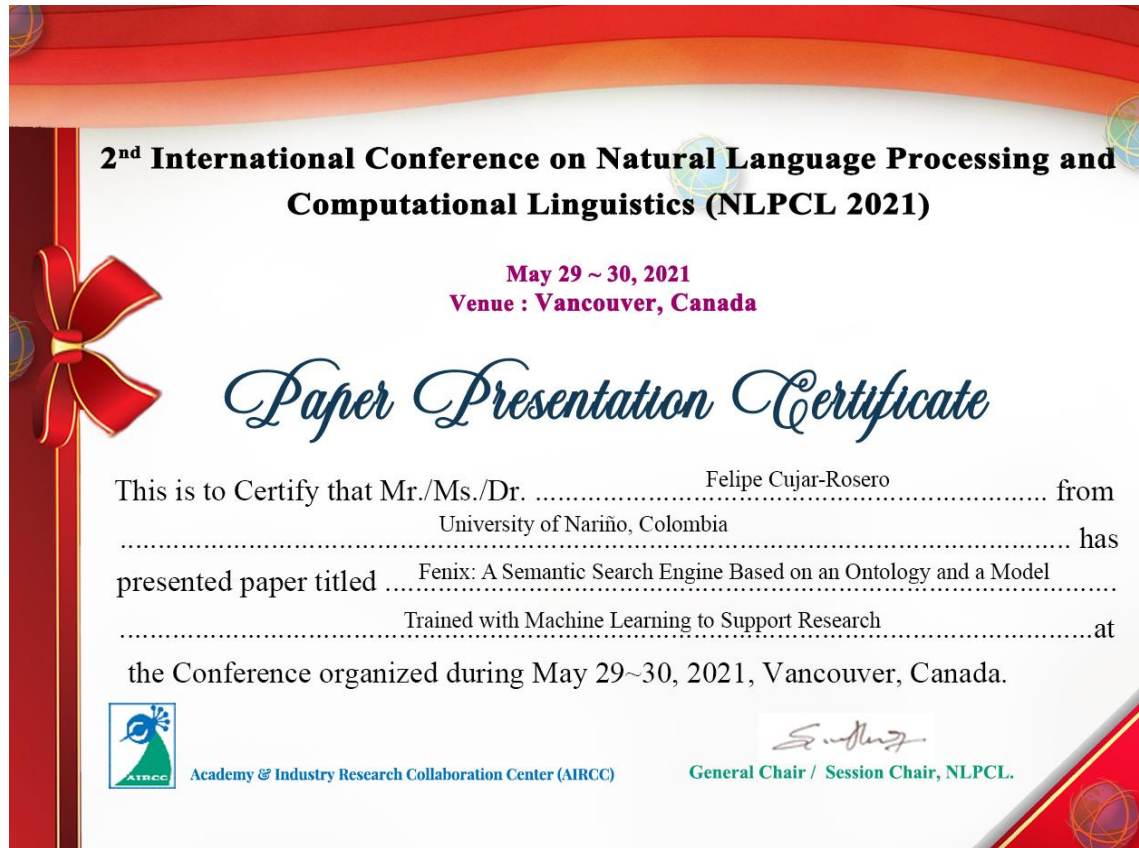 2nd International Conference on Natural Language Processing and
Computational Linguistics (NLPCL 2021)
May 29 ~ 30, 2021
Venue : Vancouver, Canada
Paper Presentation Certificate
This is to Certify that Mr./Ms./Dr. Felipe Cujar-Rosero from
University of Nariño, Colombia has
presented paper titled Fenix: A Semantic Search Engine Based on an Ontology and a Model
Trained with Machine Learning to Support Research at
the Conference organized during May 29~30, 2021, Vancouver, Canada.
AIRCC
Academy & Industry Research Collaboration Center (AIRCC)
General Chair / Session Chair, NLPCL.